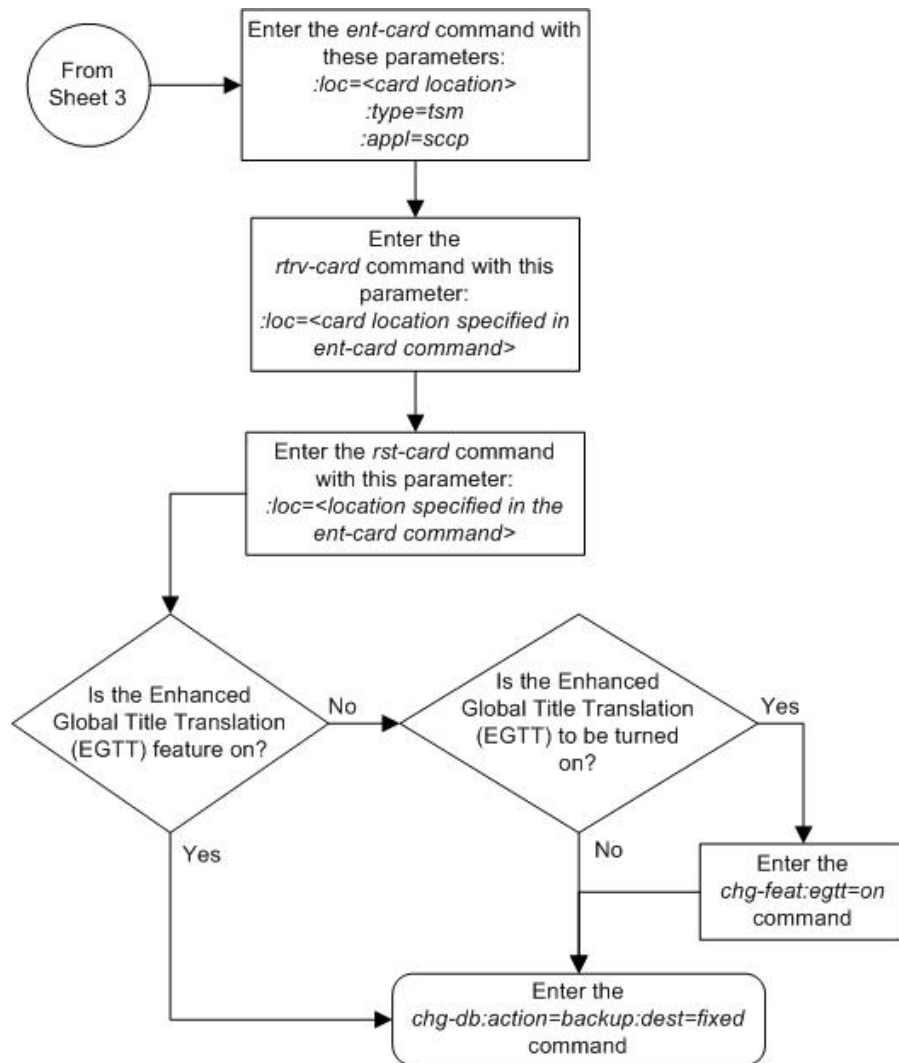 From
Sheet 3
Enter the ent-card command with
these parameters:
:loc=<card location>
:type=tsm
:appl=sccp
Enter the
rtrv-card command with this
parameter:
:loc=<card location specified in
ent-card command>
Enter the rst-card command
with this parameter:
:loc=<location specified in the
ent-card command>
Is the Enhanced
Global Title Translation
(EGTT) feature on?
No
Is the Enhanced
Global Title Translation
(EGTT) to be turned
on?
Yes
Yes
No
Enter the
chg-feat:egtt=on
command
Enter the
chg-db:action=backup:dest=fixed
command